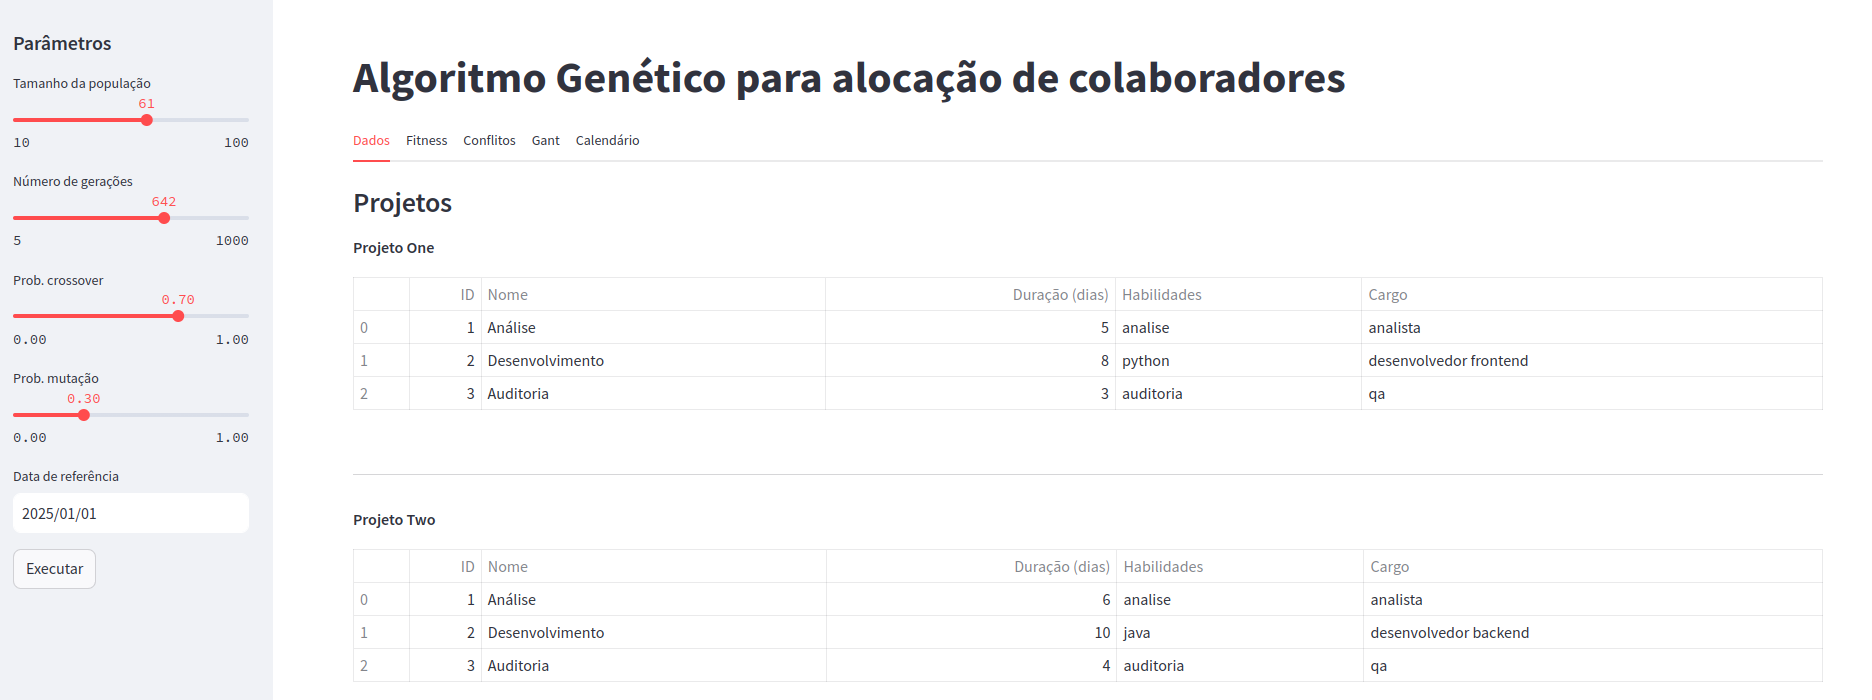 Parâmetros
Tamanho da população
61
10 100
Número de gerações
642
5 1000
Prob. crossover
0.70
0.00 1.00
Prob. mutação
0.30
0.00 1.00
Data de referência
2025/01/01
Executar
Algoritmo Genético para alocação de colaboradores
Dados Fitness Conflitos Gant Calendário
Projetos
Projeto One
ID Nome Duração (dias) Habilidades Cargo
0 1 Análise 5 analise analista
1 2 Desenvolvimento 8 python desenvolvedor frontend
2 3 Auditoria 3 auditoria qa
Projeto Two
ID Nome Duração (dias) Habilidades Cargo
0 1 Análise 6 analise analista
1 2 Desenvolvimento 10 java desenvolvedor backend
2 3 Auditoria 4 auditoria qa